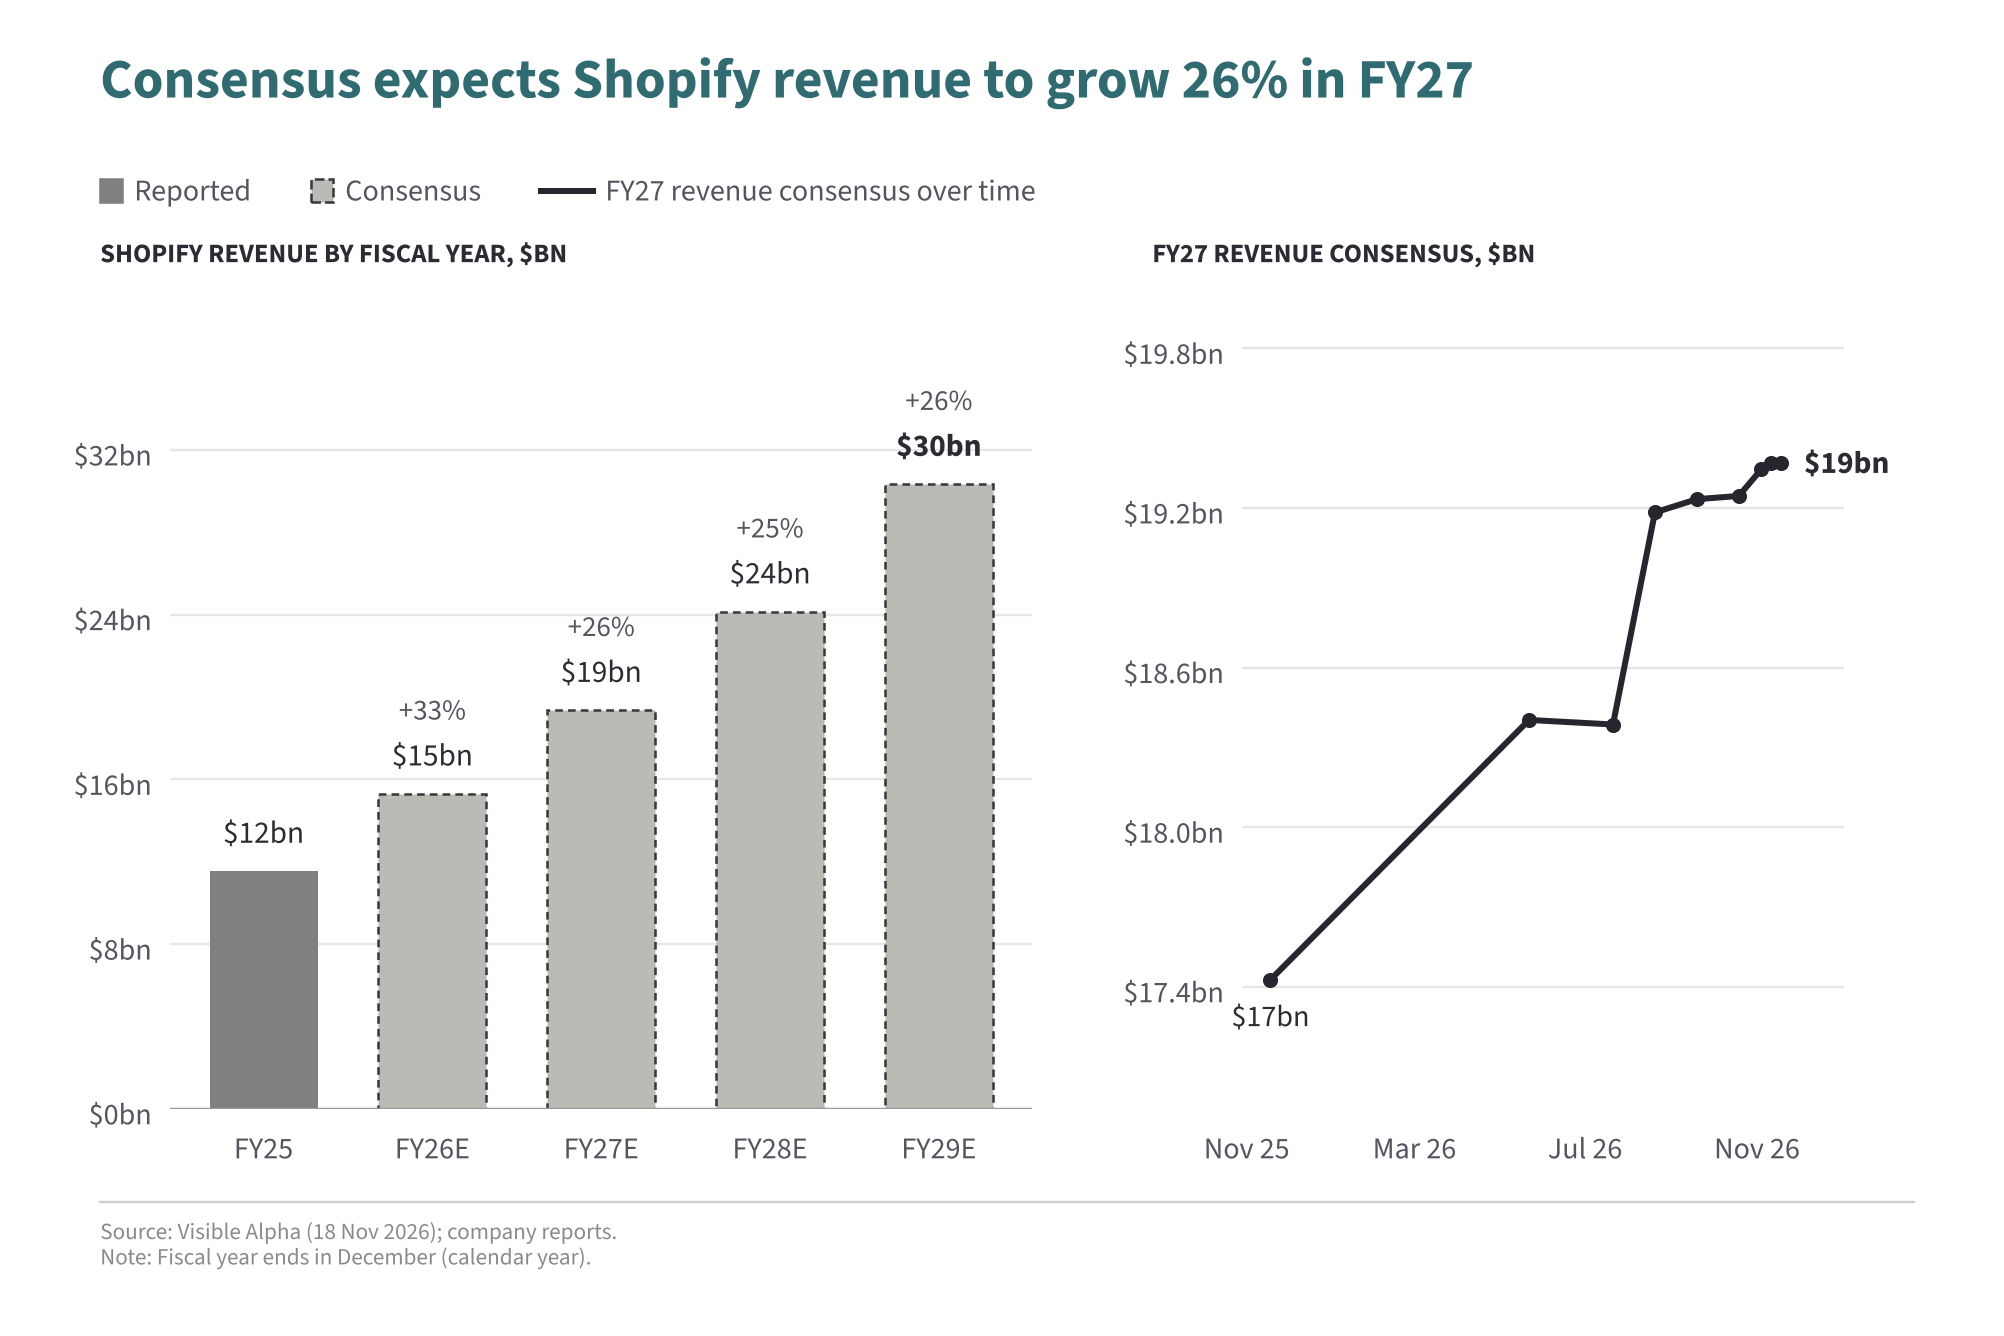 Consensus expects Shopify revenue to grow 26% in FY27
Reported
Consensus
FY27 revenue consensus over time
SHOPIFY REVENUE BY FISCAL YEAR, $BN
$32bn
$24bn
$16bn
$8bn
$0bn
$12bn
+33%
$15bn
+26%
$19bn
+25%
$24bn
+26%
$30bn
FY25
FY26E
FY27E
FY28E
FY29E
FY27 REVENUE CONSENSUS, $BN
$19.8bn
$19.2bn
$18.6bn
$18.0bn
$17.4bn
$17bn
$19bn
Nov 25
Mar 26
Jul 26
Nov 26
Source: Visible Alpha (18 Nov 2026); company reports.
Note: Fiscal year ends in December (calendar year).